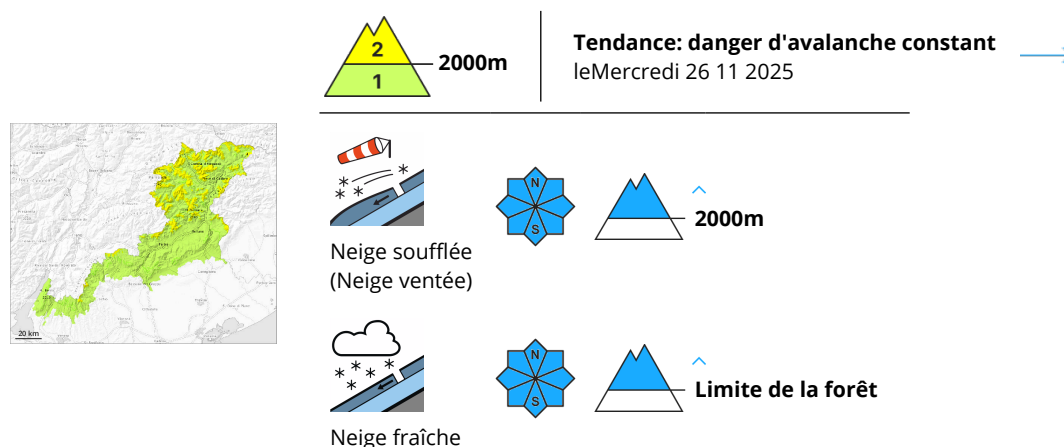 2
1
2000m
Tendance: danger d'avalanche constant
leMercredi 26 11 2025
20 km
N
S
2000m
Neige soufflée
(Neige ventée)
N
S
Limite de la forêt
Neige fraîche